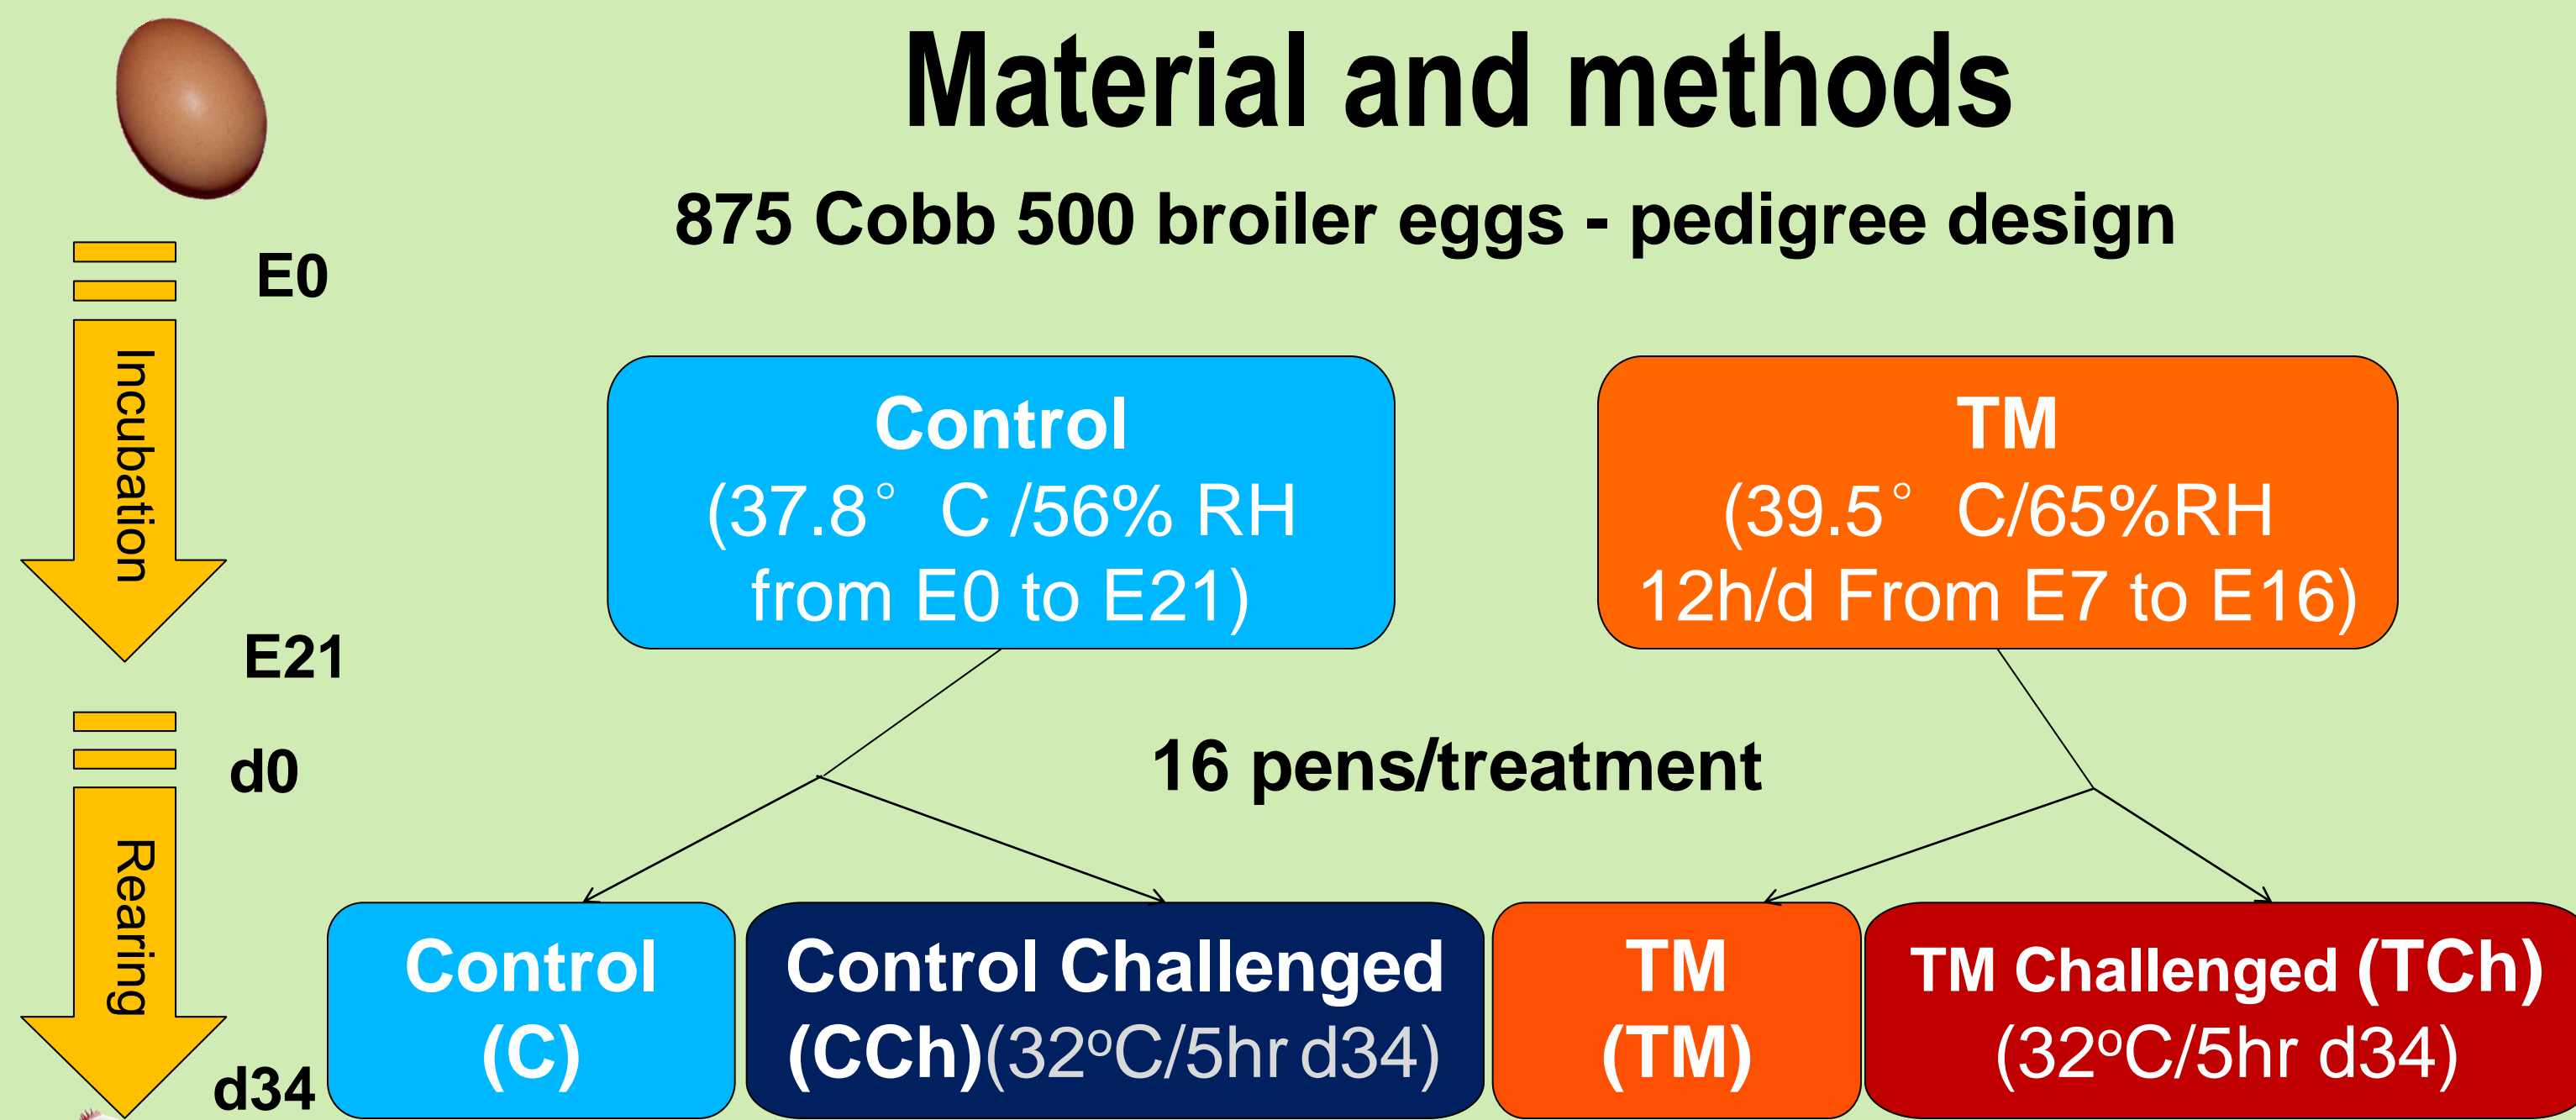 Material and methods
875 Cobb 500 broiler eggs - pedigree design
E0
Incubation
Control
(37.8° C /56% RH
from E0 to E21)
TM
(39.5° C/65%RH
12h/d From E7 to E16)
E21
d0
16 pens/treatment
Rearing
Control
(C)
Control Challenged
(CCh)(32ºC/5hr d34)
TM
(TM)
TM Challenged (TCh)
(32ºC/5hr d34)
d34